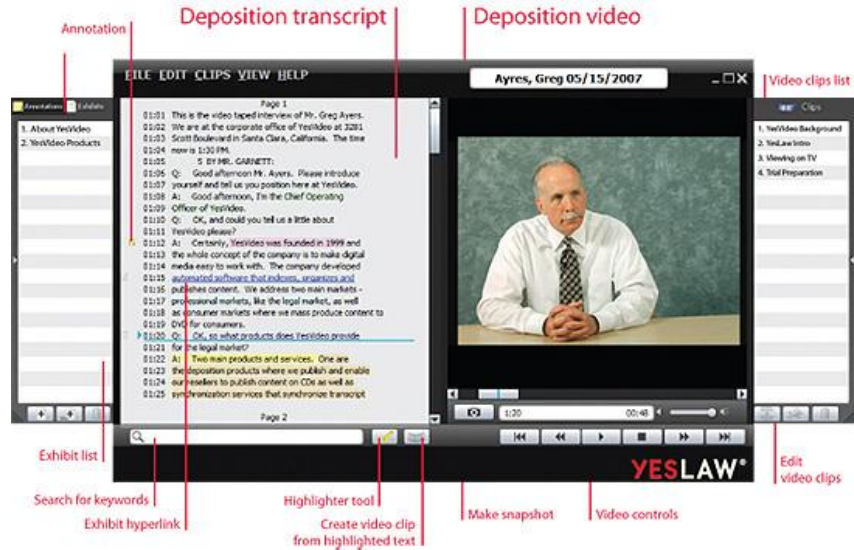 Deposition transcript
Deposition video
Annotation
FILE EDIT CLIPS VIEW HELP
Ayres, Greg 05/15/2007
Video clips list
Annotations Exhibits
1. About YesVideo
2. YesVideo Products
Page 1
01:01 This is the video taped interview of Mr. Greg Ayres.
01:02 We are at the corporate office of YesVideo at 3281
01:03 Scott Boulevard in Santa Clara, California. The time
01:04 now is 1:30 PM.
01:05 5 BY MR. GARNETT:
01:06 Q: Good afternoon Mr. Ayres. Please introduce
01:07 yourself and tell us you position here at YesVideo.
01:08 A: Good afternoon, I'm the Chief Operating
01:09 Officer of YesVideo.
01:10 Q: OK, and could you tell us a little about
01:11 YesVideo please?
01:12 A: Certainly, YesVideo was founded in 1999 and
01:13 the whole concept of the company is to make digital
01:14 media easy to work with. The company developed
01:15 automated software that indexes, organizes and
01:16 publishes content. We address two main markets -
01:17 professional markets, like the legal market, as well
01:18 as consumer markets where we mass produce content to
01:19 DVD for consumers.
01:20 Q: OK, so what products does YesVideo provide
01:21 for the legal market?
01:22 A: Two main products and services. One are
01:23 the deposition products where we publish and enable
01:24 our resellers to publish content on CDs as well as
01:25 synchronization services that synchronize transcript
Page 2
Clips
1. YesVideo Background
2. YesLaw Intro
3. Viewing on TV
4. Trial Preparation
1:20 00:48
YESLAW®
Exhibit list
Search for keywords
Exhibit hyperlink
Highlighter tool
Create video clip
from highlighted text
Make snapshot
Video controls
Edit
video clips